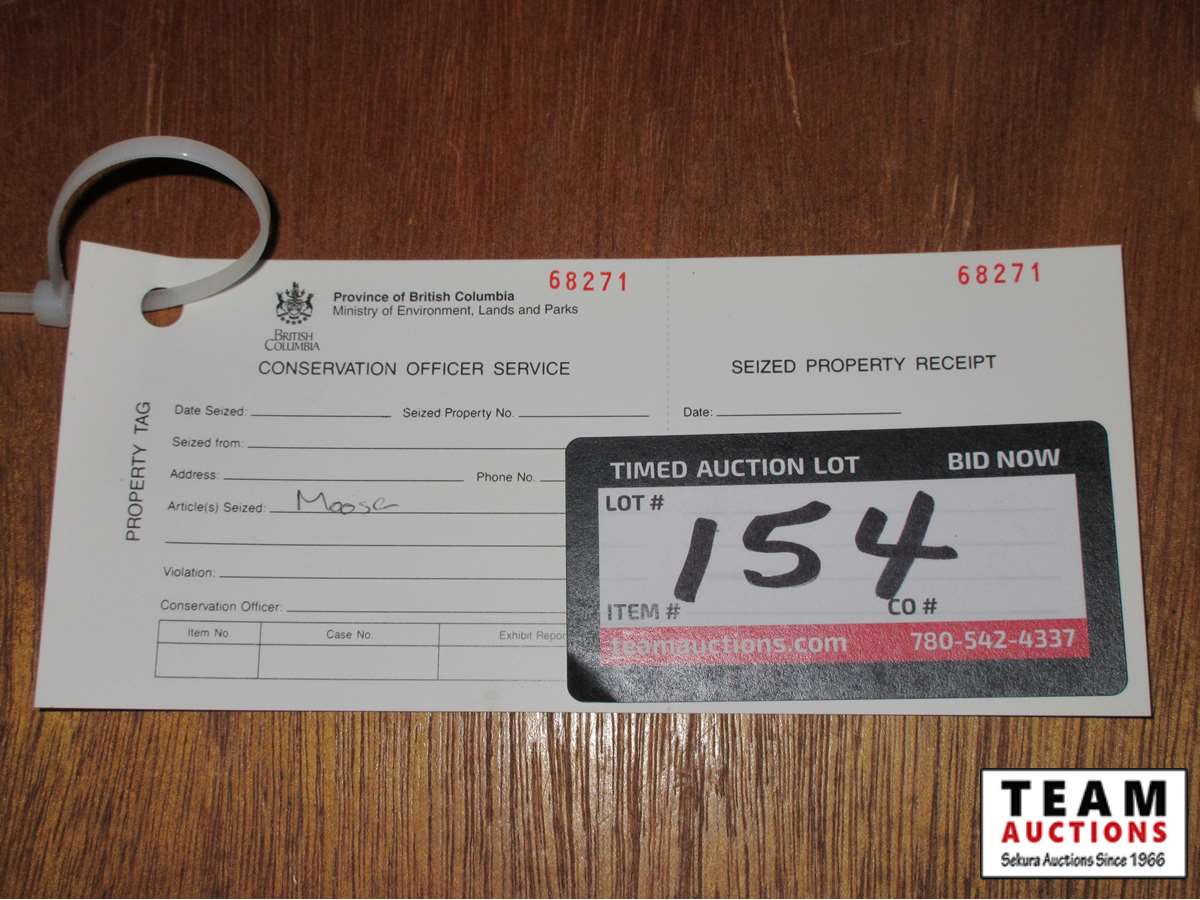 68271
68271
Province of British Columbia
Ministry of Environment, Lands and Parks
BRITISH
COLUMBIA
CONSERVATION OFFICER SERVICE
SEIZED PROPERTY RECEIPT
PROPERTY TAG
Date Seized: Seized Property No.
Date:
Seized from:
Address: Phone No.
Article(s) Seized: Moose
Violation:
Conservation Officer:
Item No. Case No. Exhibit Repor
TIMED AUCTION LOT BID NOW
LOT # 154
ITEM # CO #
teamauctions.com 780-542-4337
TEAM
AUCTIONS
Sekura Auctions Since 1966